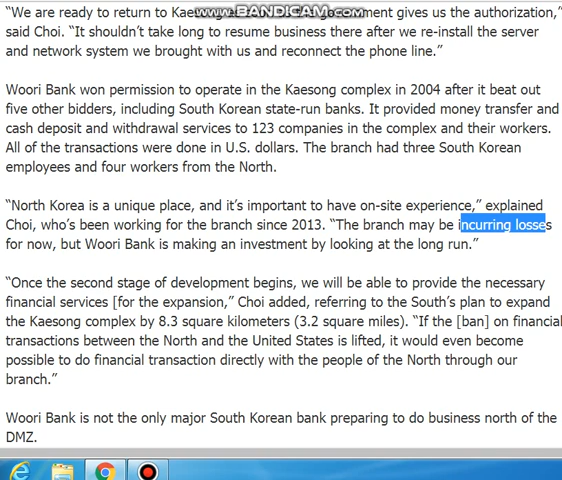 “We are ready to return to Kaesong nment gives us the authorization,”
www.BANDICAM.com
said Choi. “It shouldn’t take long to resume business there after we re-install the server
and network system we brought with us and reconnect the phone line.”
Woori Bank won permission to operate in the Kaesong complex in 2004 after it beat out
five other bidders, including South Korean state-run banks. It provided money transfer and
cash deposit and withdrawal services to 123 companies in the complex and their workers.
All of the transactions were done in U.S. dollars. The branch had three South Korean
employees and four workers from the North.
“North Korea is a unique place, and it’s important to have on-site experience,” explained
Choi, who’s been working for the branch since 2013. “The branch may be incurring losses
for now, but Woori Bank is making an investment by looking at the long run.”
“Once the second stage of development begins, we will be able to provide the necessary
financial services [for the expansion,” Choi added, referring to the South’s plan to expand
the Kaesong complex by 8.3 square kilometers (3.2 square miles). “If the [ban] on financial
transactions between the North and the United States is lifted, it would even become
possible to do financial transaction directly with the people of the North through our
branch.”
Woori Bank is not the only major South Korean bank preparing to do business north of the
DMZ.